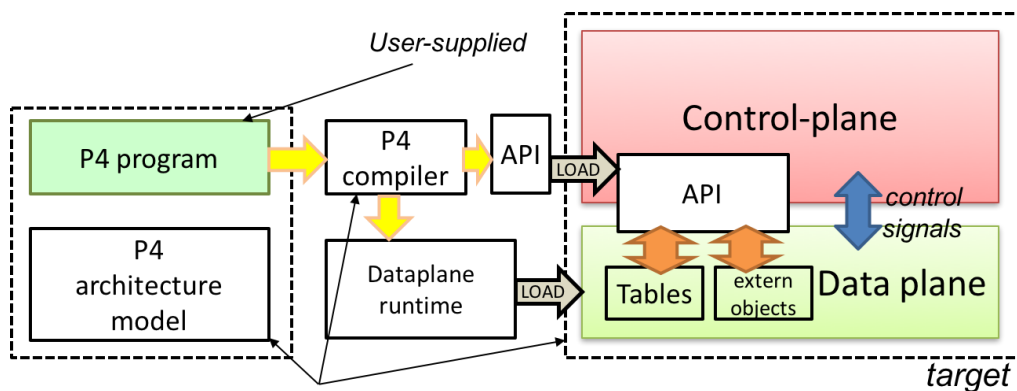 User-supplied
P4 program
P4
compiler
API
LOAD
Control-plane
API
control
signals
P4
architecture
model
Dataplane
runtime
LOAD
Tables
extern
objects
Data plane
target